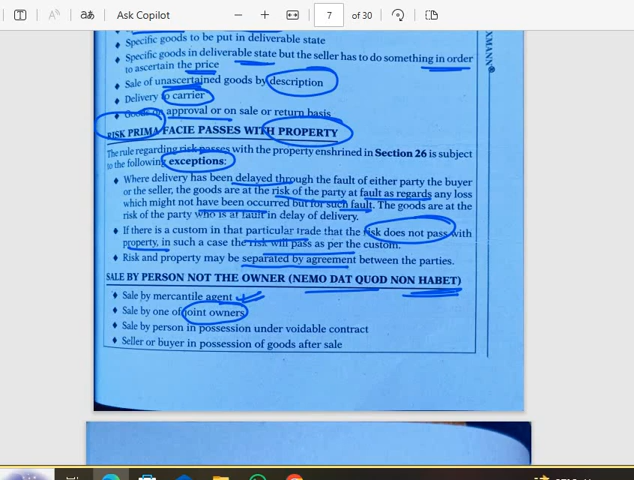 Ask Copilot
7 of 30
Specific goods to be put in deliverable state
Specific goods in deliverable state but the seller has to do something in order
to ascertain the price
Sale of unascertained goods by description
Delivery to carrier
Goods on approval or on sale or return basis
RISK PRIMA FACIE PASSES WITH PROPERTY
The rule regarding risk passes with the property enshrined in Section 26 is subject
to the following exceptions:
Where delivery has been delayed through the fault of either party the buyer
or the seller, the goods are at the risk of the party at fault as regards any loss
which might not have been occurred but for such fault. The goods are at the
risk of the party who is at fault in delay of delivery.
If there is a custom in that particular trade that the risk does not pass with
property, in such a case the risk will pass as per the custom.
Risk and property may be separated by agreement between the parties.
SALE BY PERSON NOT THE OWNER (NEMO DAT QUOD NON HABET)
Sale by mercantile agent
Sale by one of joint owners
Sale by person in possession under voidable contract
Seller or buyer in possession of goods after sale